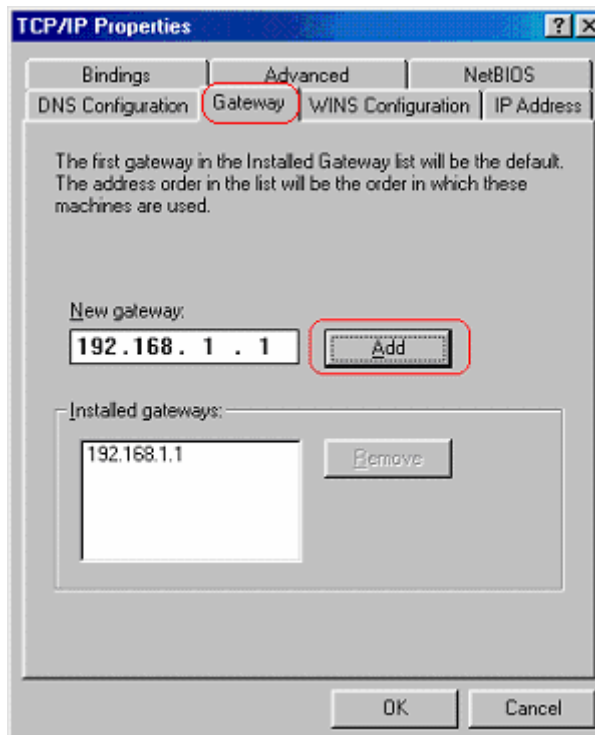 TCP/IP Properties
Bindings Advanced NetBIOS
DNS Configuration Gateway WINS Configuration IP Address
The first gateway in the Installed Gateway list will be the default.
The address order in the list will be the order in which these
machines are used.
New gateway:
192.168. 1 . 1 Add
Installed gateways:
192.168.1.1 Remove
OK Cancel